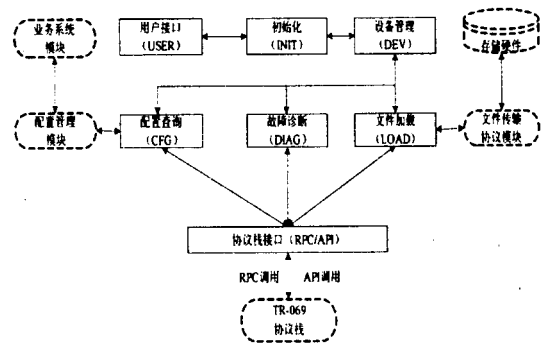 业务系统
模块
用户接口
（USER）
初始化
（INIT）
设备管理
（DEV）
存储硬件
配置管理
模块
配置查询
（CFG）
故障诊断
（DIAG）
文件加载
（LOAD）
文件传输
协议模块
协议栈接口（RPC/API）
RPC调用
API调用
TR-069
协议栈